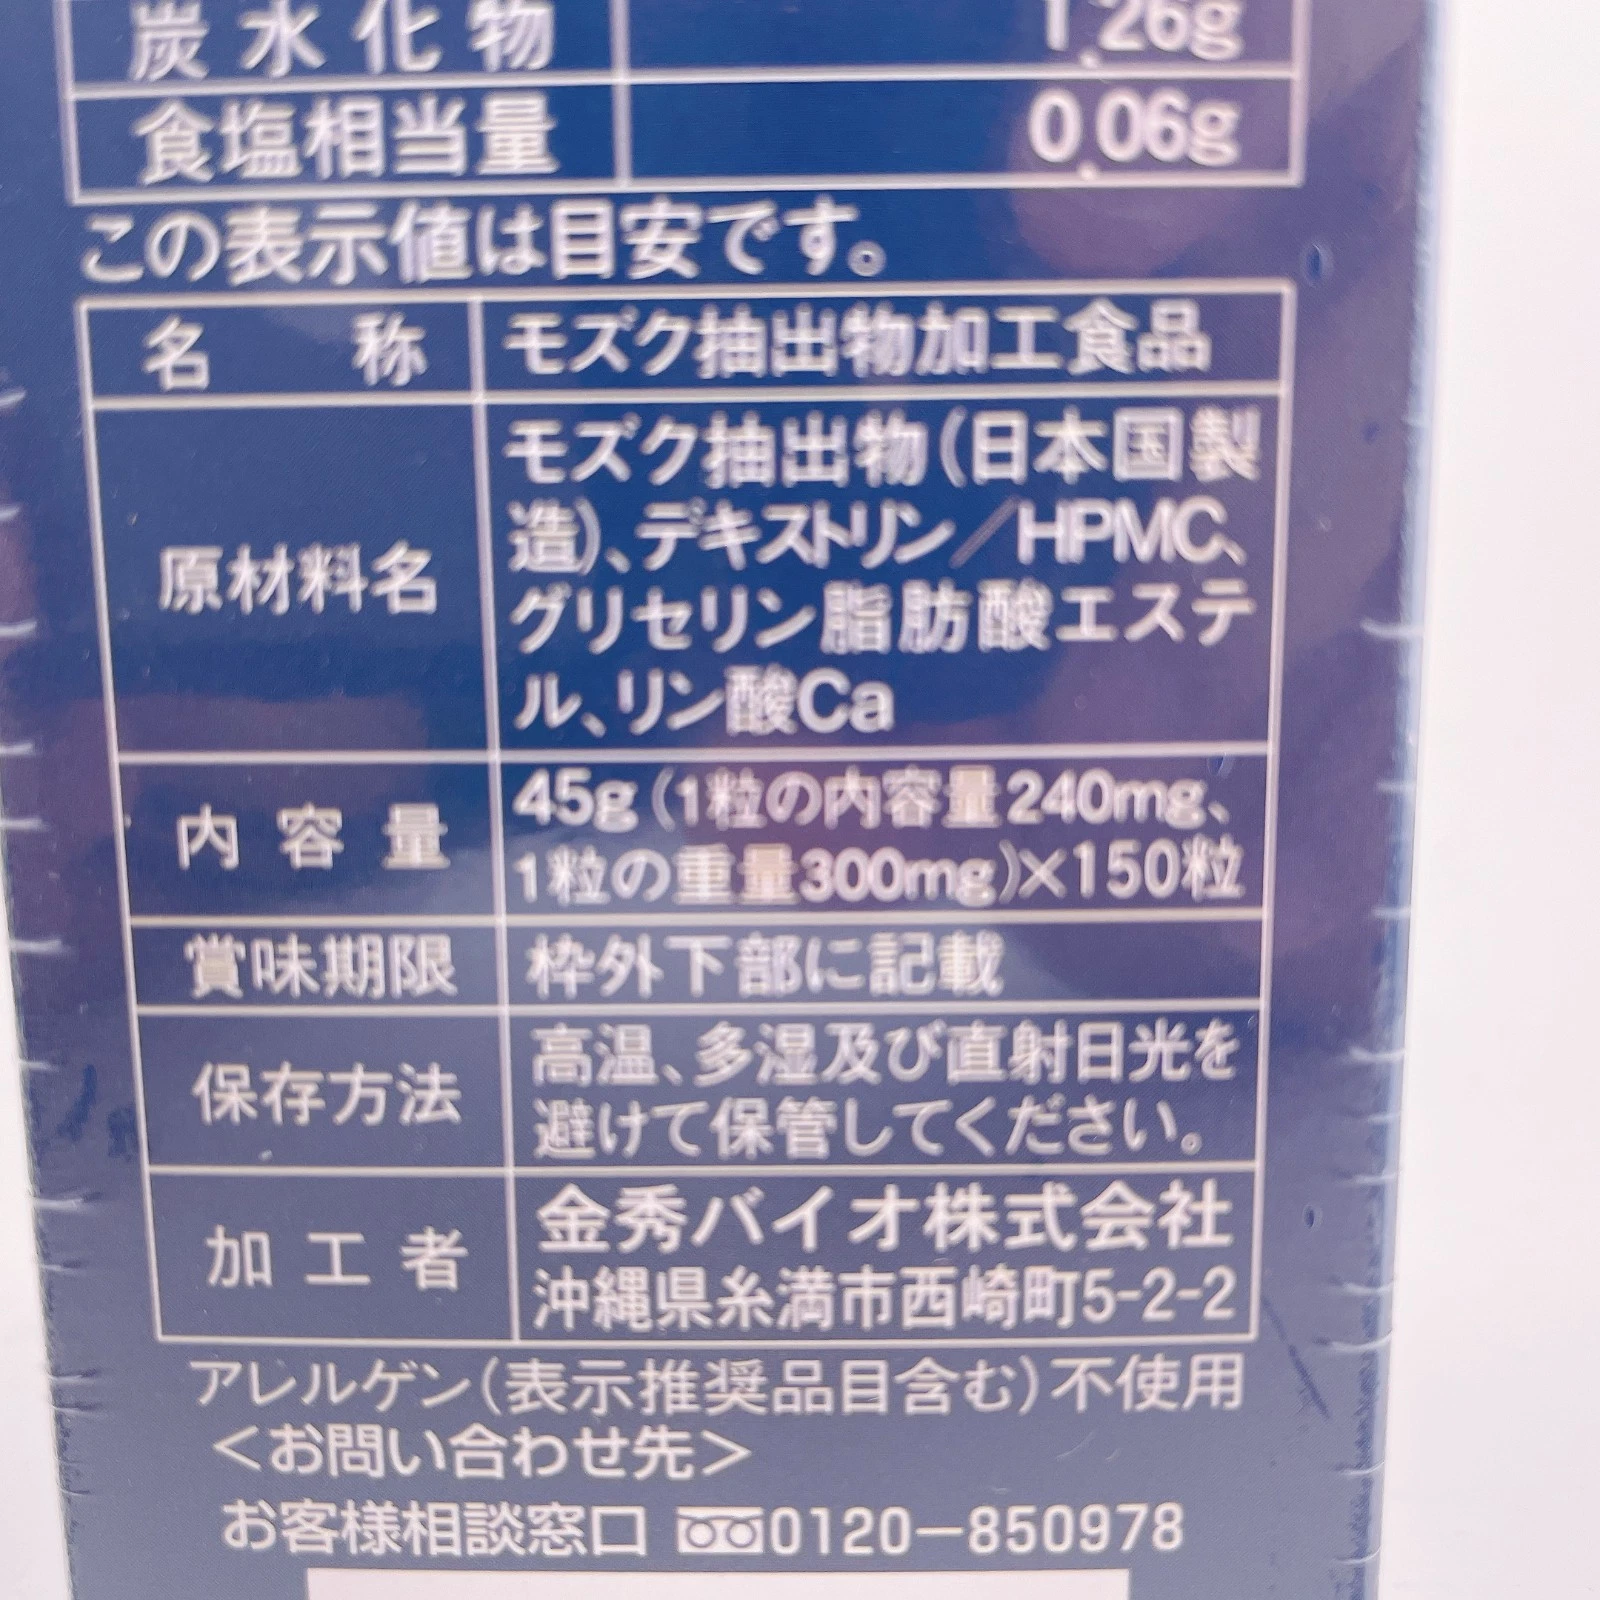 炭水化物 1.26g
食塩相当量 0.06g
この表示値は目安です。
名称 モズク抽出物加工食品
原材料名 モズク抽出物(日本国製
造)、デキストリン/HPMC、
グリセリン脂肪酸エステ
ル、リン酸Ca
内容量 45g(1粒の内容量240mg、
1粒の重量300mg)×150粒
賞味期限 枠外下部に記載
保存方法 高温、多湿及び直射日光を
避けて保管してください。
加工者 金秀バイオ株式会社
沖縄県糸満市西崎町5-2-2
アレルゲン(表示推奨品目含む)不使用
<お問い合わせ先>
お客様相談窓口 0120-850978